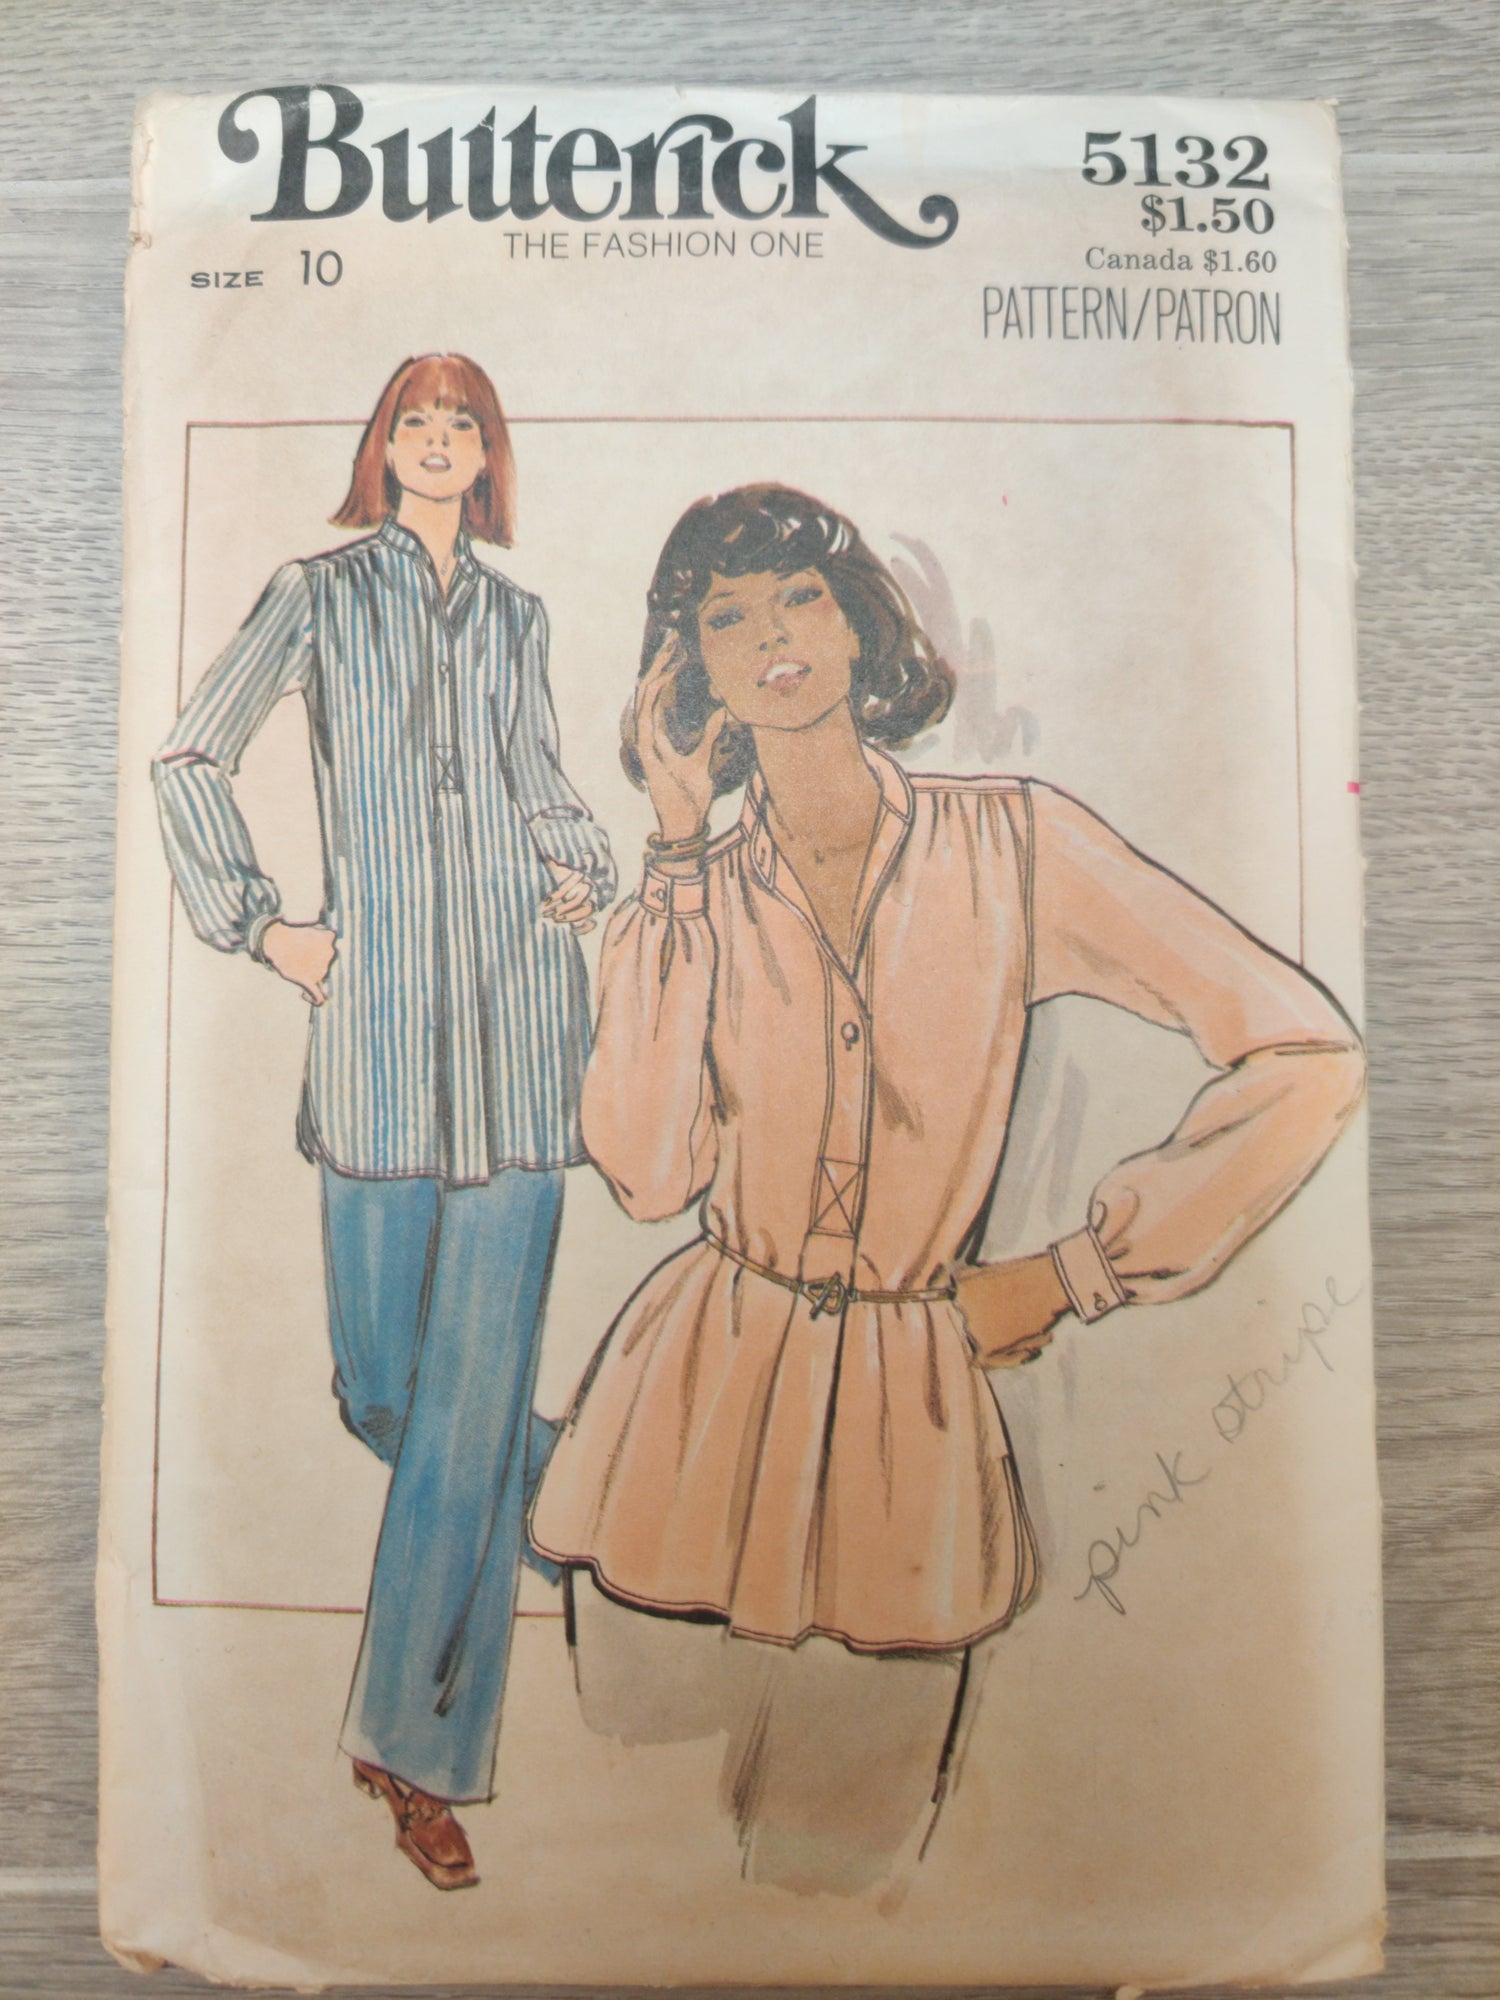 Butterick
THE FASHION ONE
SIZE 10
5132
$1.50
Canada $1.60
PATTERN/PATRON
pink stripe